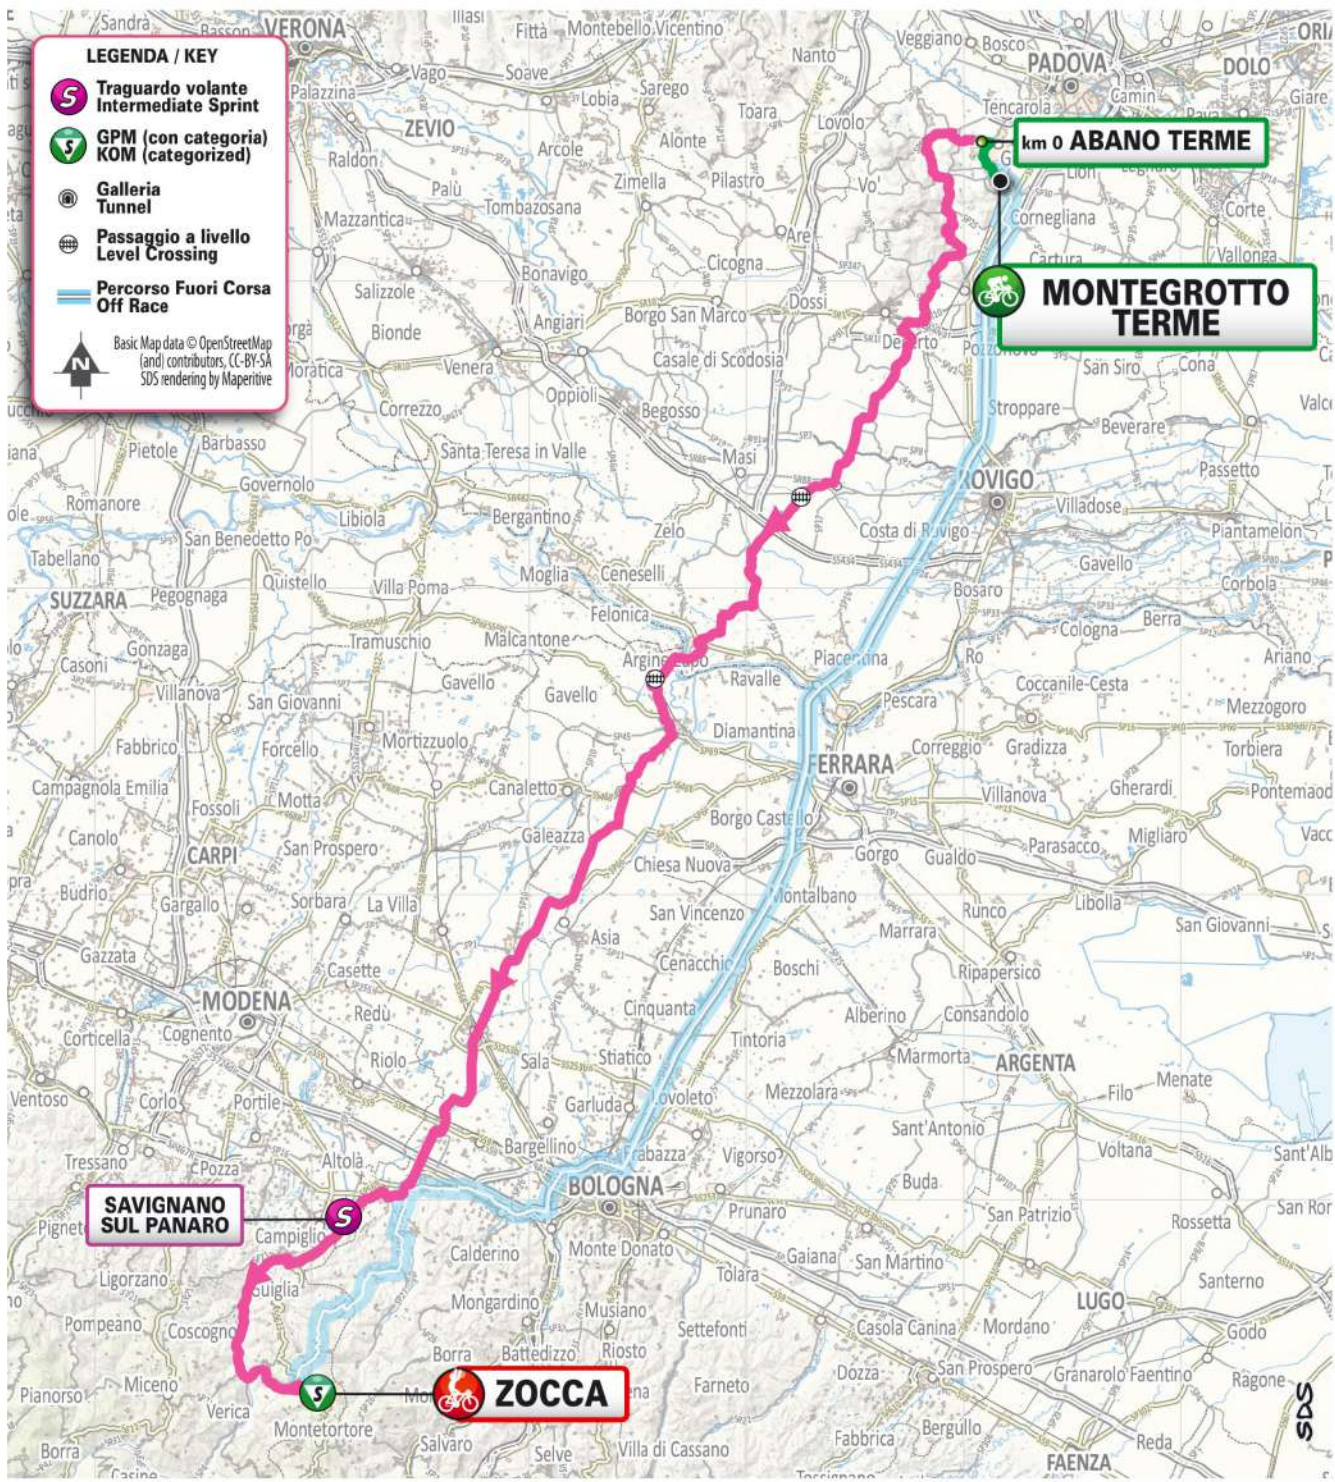 LEGENDA / KEY
S
Traguardo volante
Intermediate Sprint
S
GPM (con categoria)
KOM (categorized)
Galleria
Tunnel
Passaggio a livello
Level Crossing
Percorso Fuori Corsa
Off Race
N
Basic Map data © OpenStreetMap
(and) contributors, CC-BY-SA
SDS rendering by Maperitive
km 0 ABANO TERME
MONTEGROTTO
TERME
SAVIGNANO
SUL PANARO
S
S
ZOCCA
SDS
Sandrà
VERONA
Illasi
Fittà
Montebello Vicentino
Veggiano
Bosco
PADOVA
DOLO
Nanto
Vago
Soave
Sarego
Lobia
Toara
Tencarola
Camin
Giare
Palazzina
ZEVIO
Arcole
Alonte
Lovolo
Raldon
Palù
Zimella
Pilastro
Vo'
Tombazosana
Mazzantica
Are
Cornegliana
Corte
Cartura
Vallonga
Bonavigo
Cicogna
Salizzole
Dossi
Bionde
Angiari
Borgo San Marco
Venera
Casale di Scodosia
San Siro
Cona
Oppioli
Correzzo
Begosso
Stroppare
Beverare
Barbasso
Pietole
Santa Teresa in Valle
Masi
Governolo
ROVIGO
Passetto
Romanore
Libiola
Bergantino
Villadose
San Benedetto Po
Zelo
Costa di Rovigo
Piantamelon
Tabellano
Moglia
Ceneselli
Gavello
Quistello
Villa Poma
Bosaro
Corbola
SUZZARA
Pegognaga
Felonica
Berra
Cologna
Tramuschio
Malcantone
Gonzaga
Casoni
Ro
Ariano
Villanova
Gavello
Gavello
Ravalle
Coccanile-Cesta
San Giovanni
Pescara
Mezzogoro
Fabbrico
Forcello
Mortizzuolo
Diamantina
Correggio
Gradizza
Torbiera
FERRARA
Campagnola Emilia
Canaletto
Villanova
Gherardi
Fossoli
Motta
Borgo Castello
Canolo
San Prospero
Galeazza
Migliaro
CARPI
Chiesa Nuova
Gorgo
Gualdo
Parasacco
Budrio
Gargallo
Sorbara
La Villa
Montalbano
San Vincenzo
Runco
Libolla
San Giovanni
Asia
Marrara
Gazzata
Casette
Cenacchio
Boschi
Ripapersico
MODENA
Redù
Cinquanta
Alberino
Consandolo
Corticella
Cognento
Tintoria
Riolo
Sala
Stiatico
Marmorta
ARGENTA
Menate
Filo
Ventoso
Corlo
Portile
Garluda
Lovoleto
Mezzolara
Sant'Antonio
Bargellino
Voltana
Tressano
Pozza
Altolà
Vigorso
BOLOGNA
Buda
Prunaro
San Patrizio
Rossetta
Campiglio
Calderino
Monte Donato
Gaiana
San Martino
Ligorzano
Tolara
Santerno
Mongardino
Musiano
LUGO
Pompeano
Coscogno
Settefonti
Casola Canina
Mordano
Godo
Borra
Battedizzo
Riosto
San Prospero
Pianorso
Miceno
Farneto
Dozza
Granarolo Faentino
Ragone
Verica
Montetortore
Bergullo
Salvaro
Selve
Villa di Cassano
Fabbrica
Reda
Borra
FAENZA